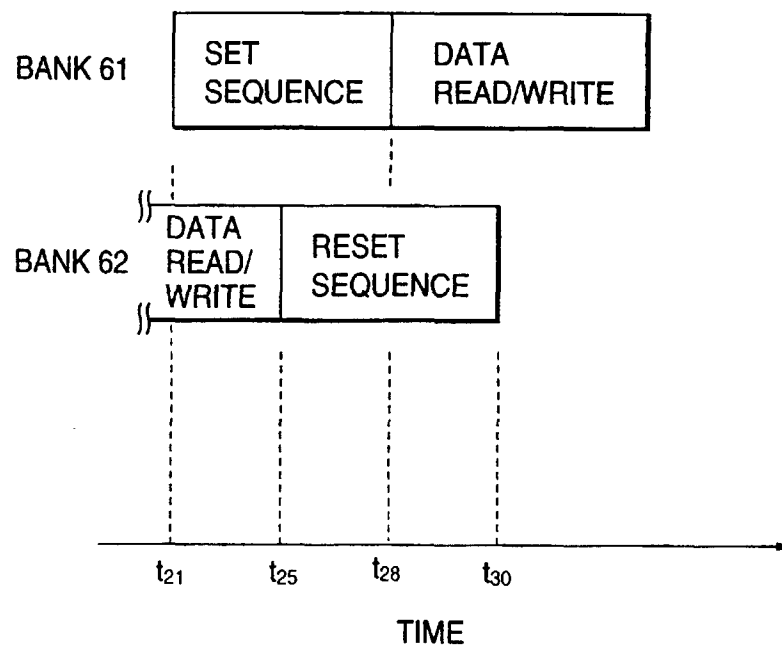 BANK 61
SET
SEQUENCE
DATA
READ/WRITE
BANK 62
DATA
READ/
WRITE
RESET
SEQUENCE
t21
t25
t28
t30
TIME